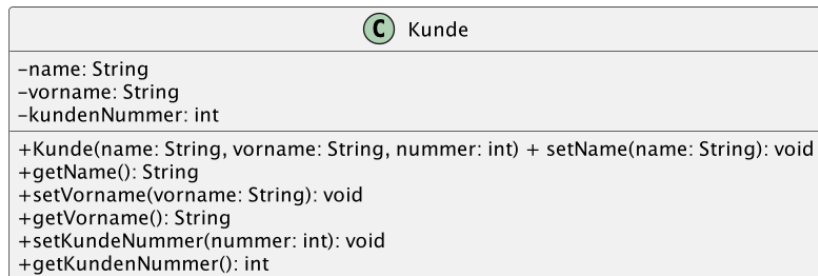 C Kunde
-name: String
-vorname: String
-kundenNummer: int
+Kunde(name: String, vorname: String, nummer: int) + setName(name: String): void
+getName(): String
+setVorname(vorname: String): void
+getVorname(): String
+setKundeNummer(nummer: int): void
+getKundenNummer(): int